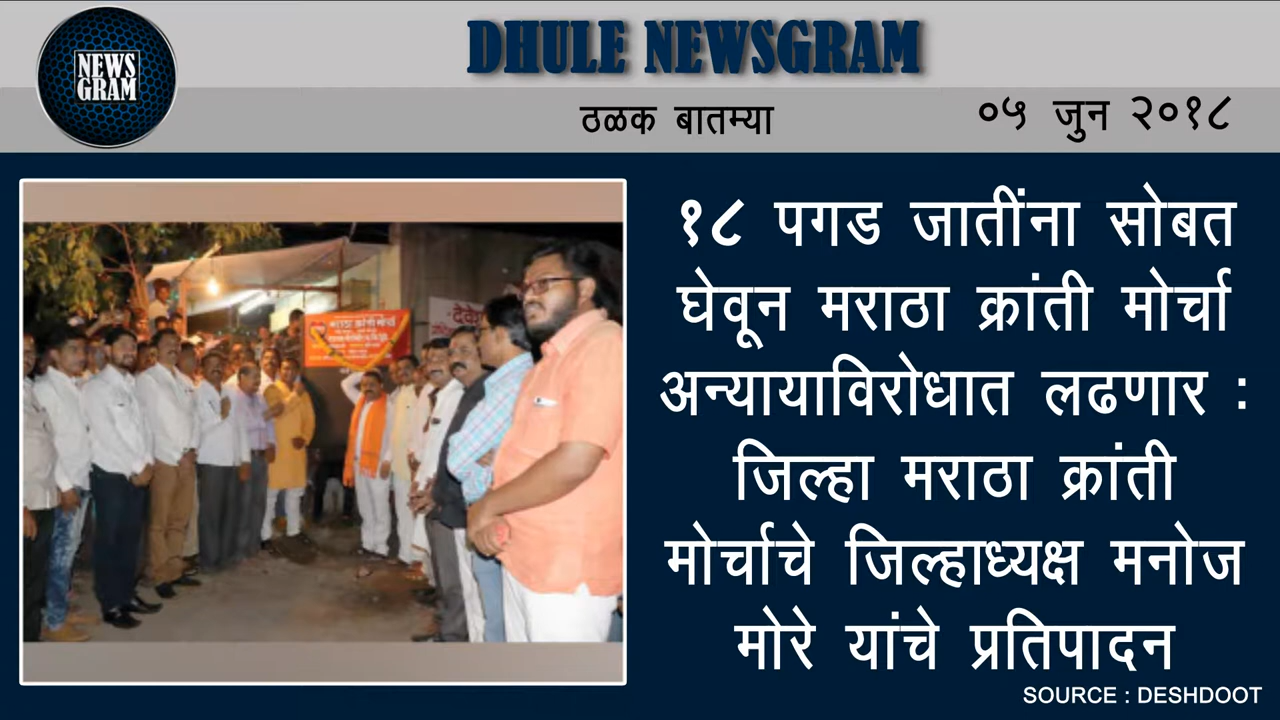 NEWS
GRAM
DHULE NEWSGRAM
ठळक बातम्या
०५ जुन २०१८
१८ पगड जातींना सोबत
घेवून मराठा क्रांती मोर्चा
अन्यायाविरोधात लढणार :
जिल्हा मराठा क्रांती
मोर्चाचे जिल्हाध्यक्ष मनोज
मोरे यांचे प्रतिपादन
मराठा क्रांती मोर्चा
SOURCE : DESHDOOT